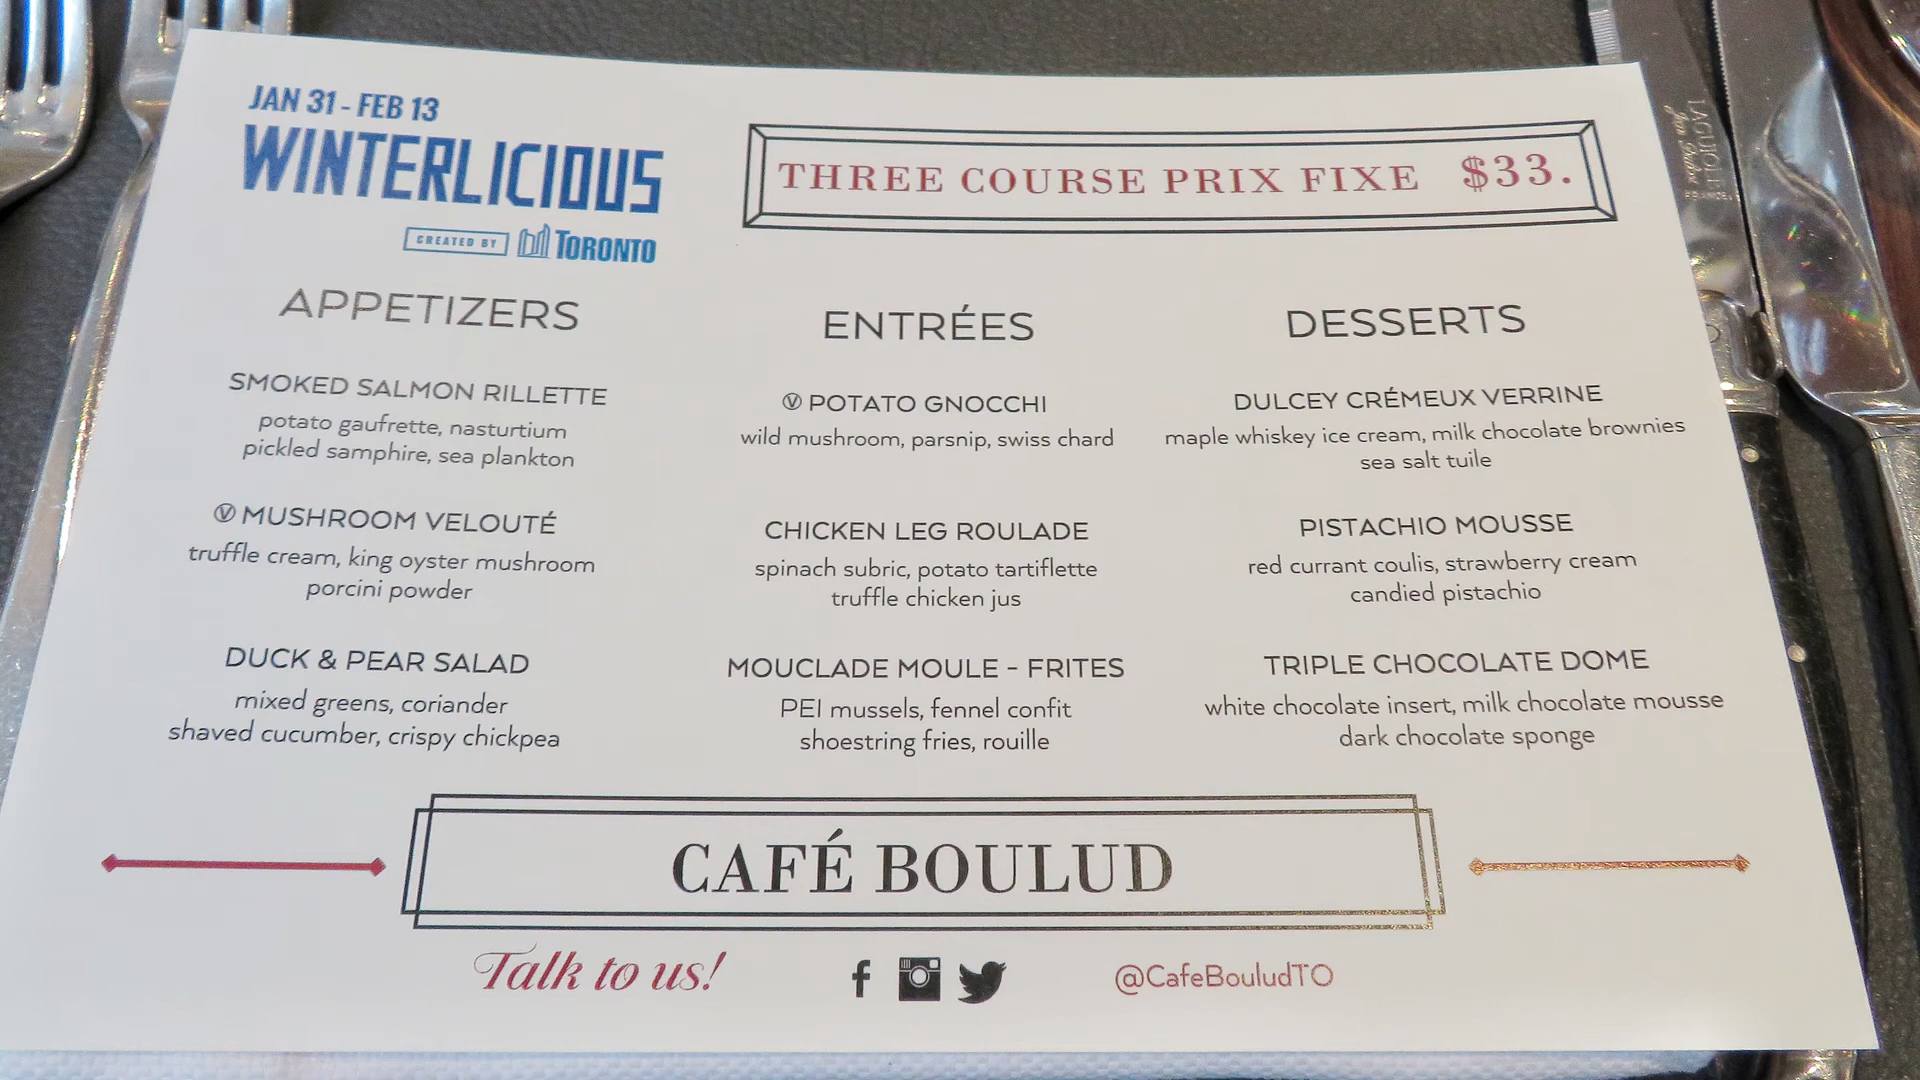 JAN 31 - FEB 13
WINTERLICIOUS
CREATED BY TORONTO
THREE COURSE PRIX FIXE $33.
APPETIZERS
SMOKED SALMON RILLETTE
potato gaufrette, nasturtium
pickled samphire, sea plankton
Ⓥ MUSHROOM VELOUTÉ
truffle cream, king oyster mushroom
porcini powder
DUCK & PEAR SALAD
mixed greens, coriander
shaved cucumber, crispy chickpea
ENTRÉES
Ⓥ POTATO GNOCCHI
wild mushroom, parsnip, swiss chard
CHICKEN LEG ROULADE
spinach subric, potato tartiflette
truffle chicken jus
MOUCLADE MOULE - FRITES
PEI mussels, fennel confit
shoestring fries, rouille
DESSERTS
DULCEY CRÉMEUX VERRINE
maple whiskey ice cream, milk chocolate brownies
sea salt tuile
PISTACHIO MOUSSE
red currant coulis, strawberry cream
candied pistachio
TRIPLE CHOCOLATE DOME
white chocolate insert, milk chocolate mousse
dark chocolate sponge
CAFÉ BOULUD
Talk to us!
@CafeBouludTO
LAGUIOLE